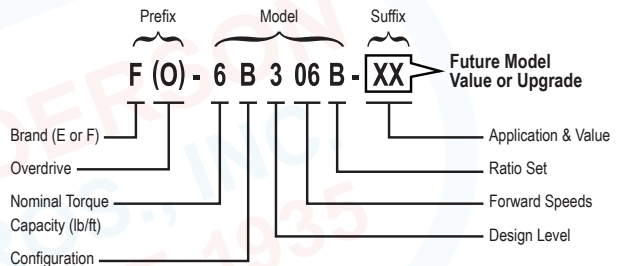 Prefix Model Suffix
F (O) - 6 B 3 06 B - XX
Future Model
Value or Upgrade
Brand (E or F)
Overdrive
Nominal Torque
Capacity (lb/ft)
Configuration
Application & Value
Ratio Set
Forward Speeds
Design Level